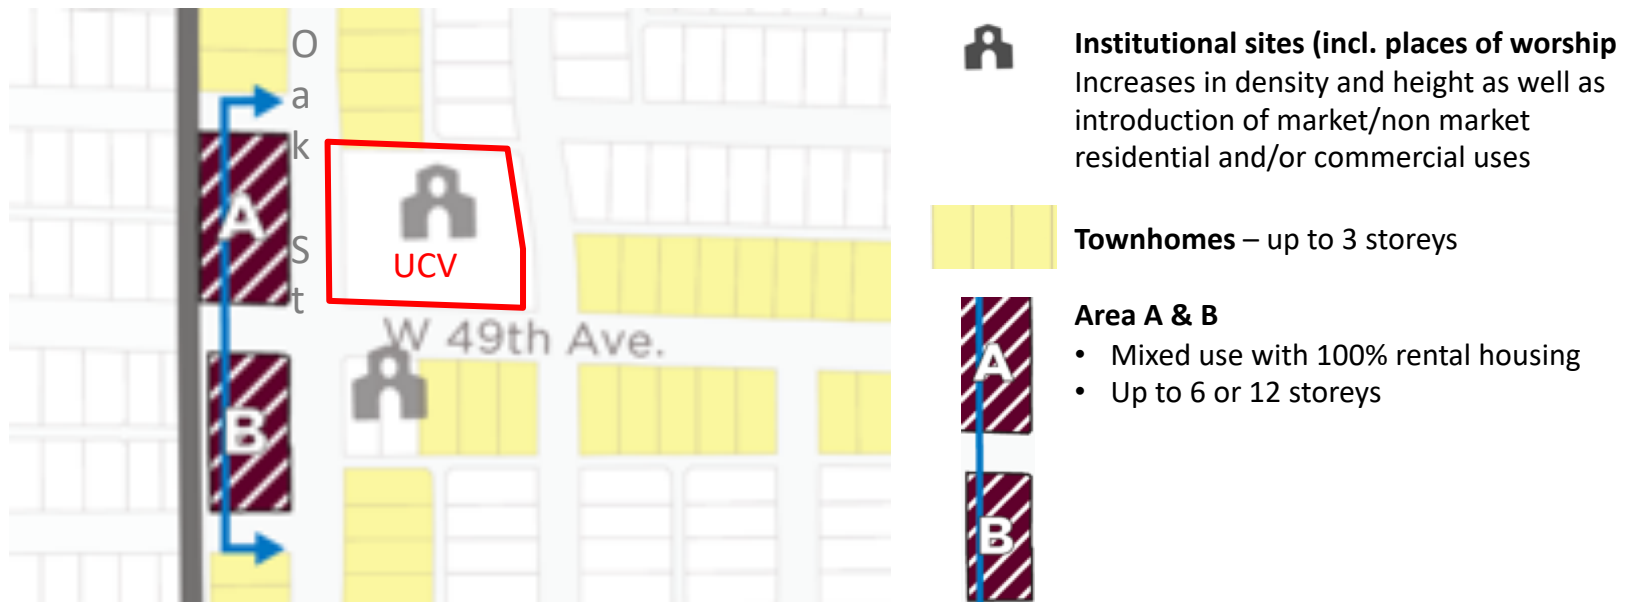 O
a
k
S
t
A
UCV
W 49th Ave.
B
Institutional sites (incl. places of worship
Increases in density and height as well as
introduction of market/non market
residential and/or commercial uses
Townhomes – up to 3 storeys
Area A & B
• Mixed use with 100% rental housing
• Up to 6 or 12 storeys
A
B